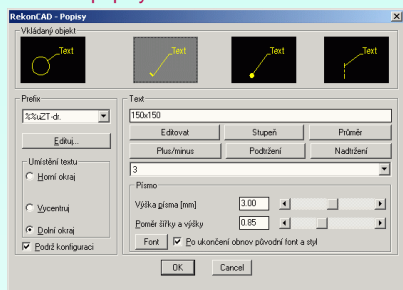 RekonCAD - Popisy
Vkládaný objekt
Text Text Text Text
Prefix
%%uZT-dr.
Edituj...
Umístění textu
Horní okraj
Vycentruj
Dolní okraj
Podrž konfiguraci
Text
150x150
Editovat Stupeň Průměr
Plus/minus Podtržení Nadtržení
3
Písmo
Výška písma [mm] 3.00
Poměr šířky a výšky 0.85
Font Po ukončení obnov původní font a styl
OK Cancel